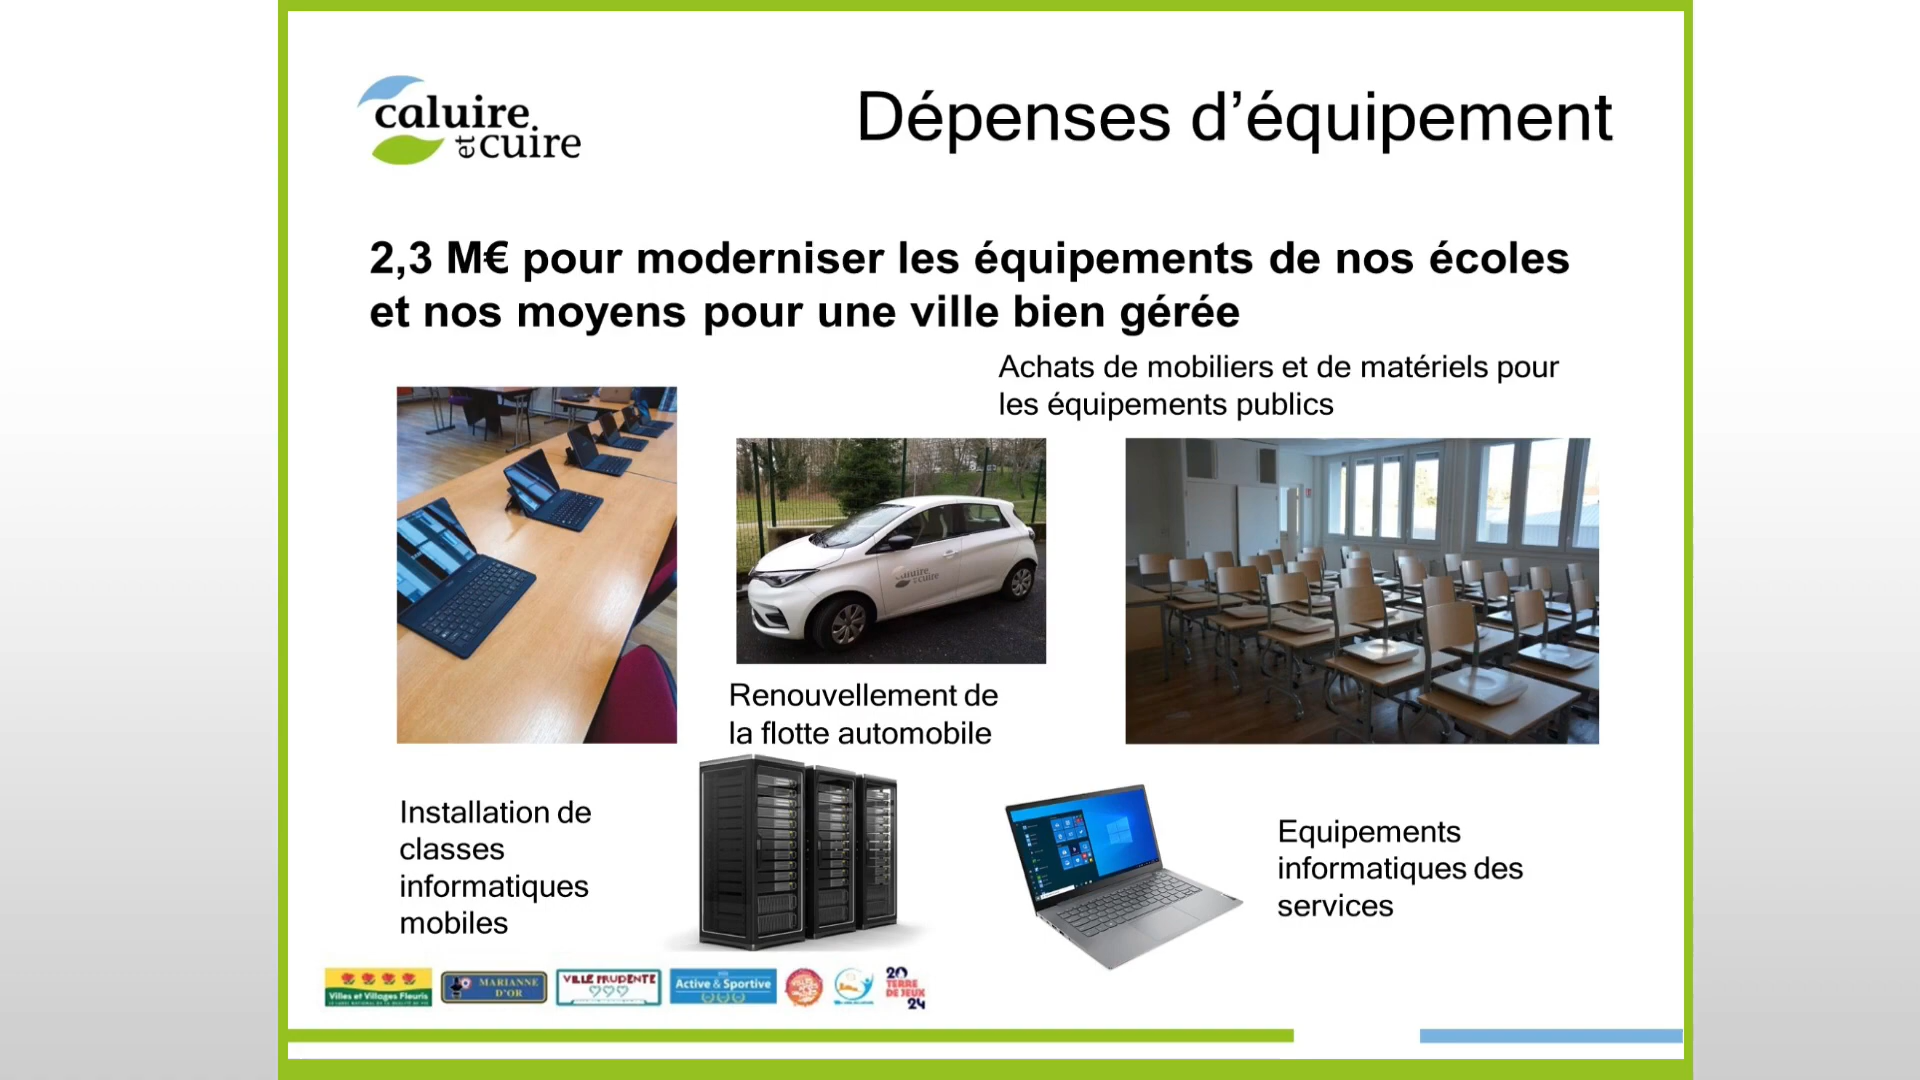 caluire
et cuire
Dépenses d’équipement
2,3 M€ pour moderniser les équipements de nos écoles
et nos moyens pour une ville bien gérée
Achats de mobiliers et de matériels pour
les équipements publics
caluire
et cuire
Renouvellement de
la flotte automobile
Installation de
classes
informatiques
mobiles
Equipements
informatiques des
services
Villes et Villages Fleuris
MARIANNE
D'OR
VILLE PRUDENTE
Active & Sportive
20
TERRE
DE JEUX
24